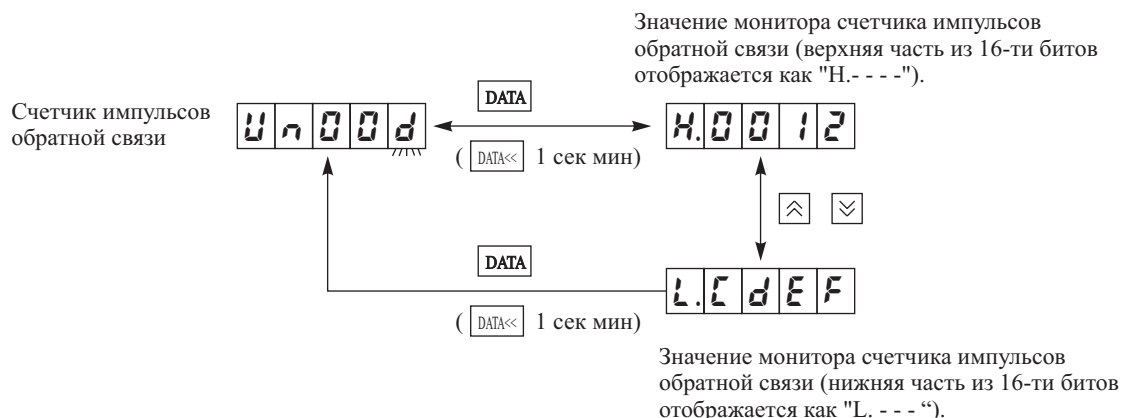 Значение монитора счетчика импульсов
обратной связи (верхняя часть из 16-ти битов
отображается как "H.- - - -").
Счетчик импульсов
обратной связи
Un00d
DATA
( DATA<< 1 сек мин)
H.0012
DATA
( DATA<< 1 сек мин)
L.CdEF
Значение монитора счетчика импульсов
обратной связи (нижняя часть из 16-ти битов
отображается как "L. - - - “).